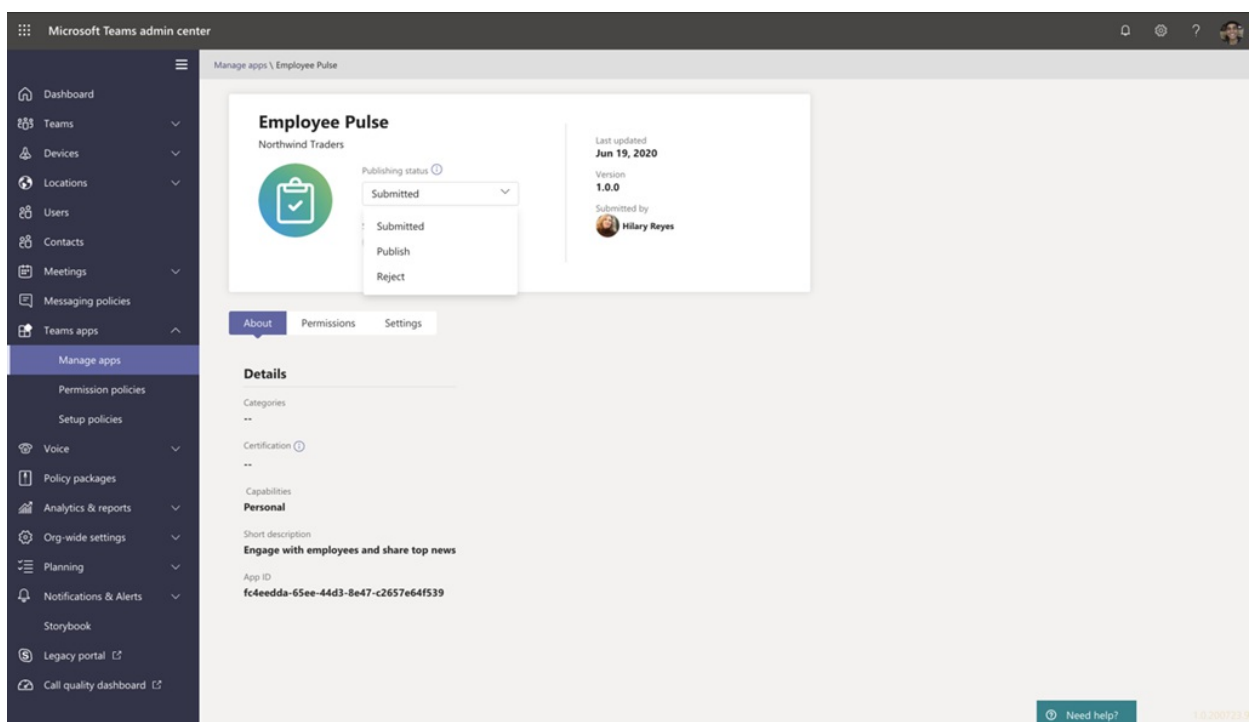 Microsoft Teams admin center
?
Manage apps \ Employee Pulse
Dashboard
Teams
Devices
Locations
Users
Contacts
Meetings
Messaging policies
Teams apps
Manage apps
Permission policies
Setup policies
Voice
Policy packages
Analytics & reports
Org-wide settings
Planning
Notifications & Alerts
Storybook
Legacy portal
Call quality dashboard
Employee Pulse
Northwind Traders
Publishing status
Submitted
Submitted
Publish
Reject
Last updated
Jun 19, 2020
Version
1.0.0
Submitted by
Hilary Reyes
About Permissions Settings
Details
Categories
--
Certification
--
Capabilities
Personal
Short description
Engage with employees and share top news
App ID
fc4eedda-65ee-44d3-8e47-c2657e64f539
Need help?